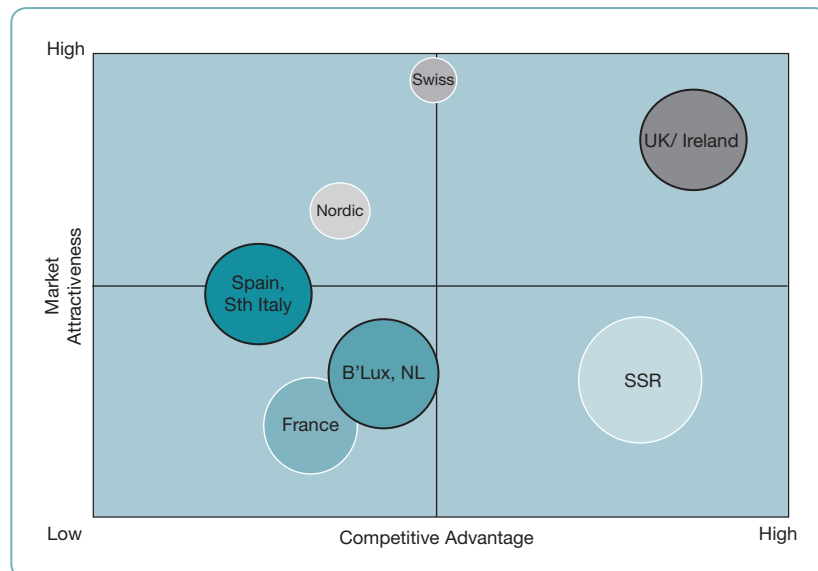 High
Swiss
UK/ Ireland
Nordic
Market
Attractiveness
Spain,
Sth Italy
B'Lux, NL
SSR
France
Low
Competitive Advantage
High